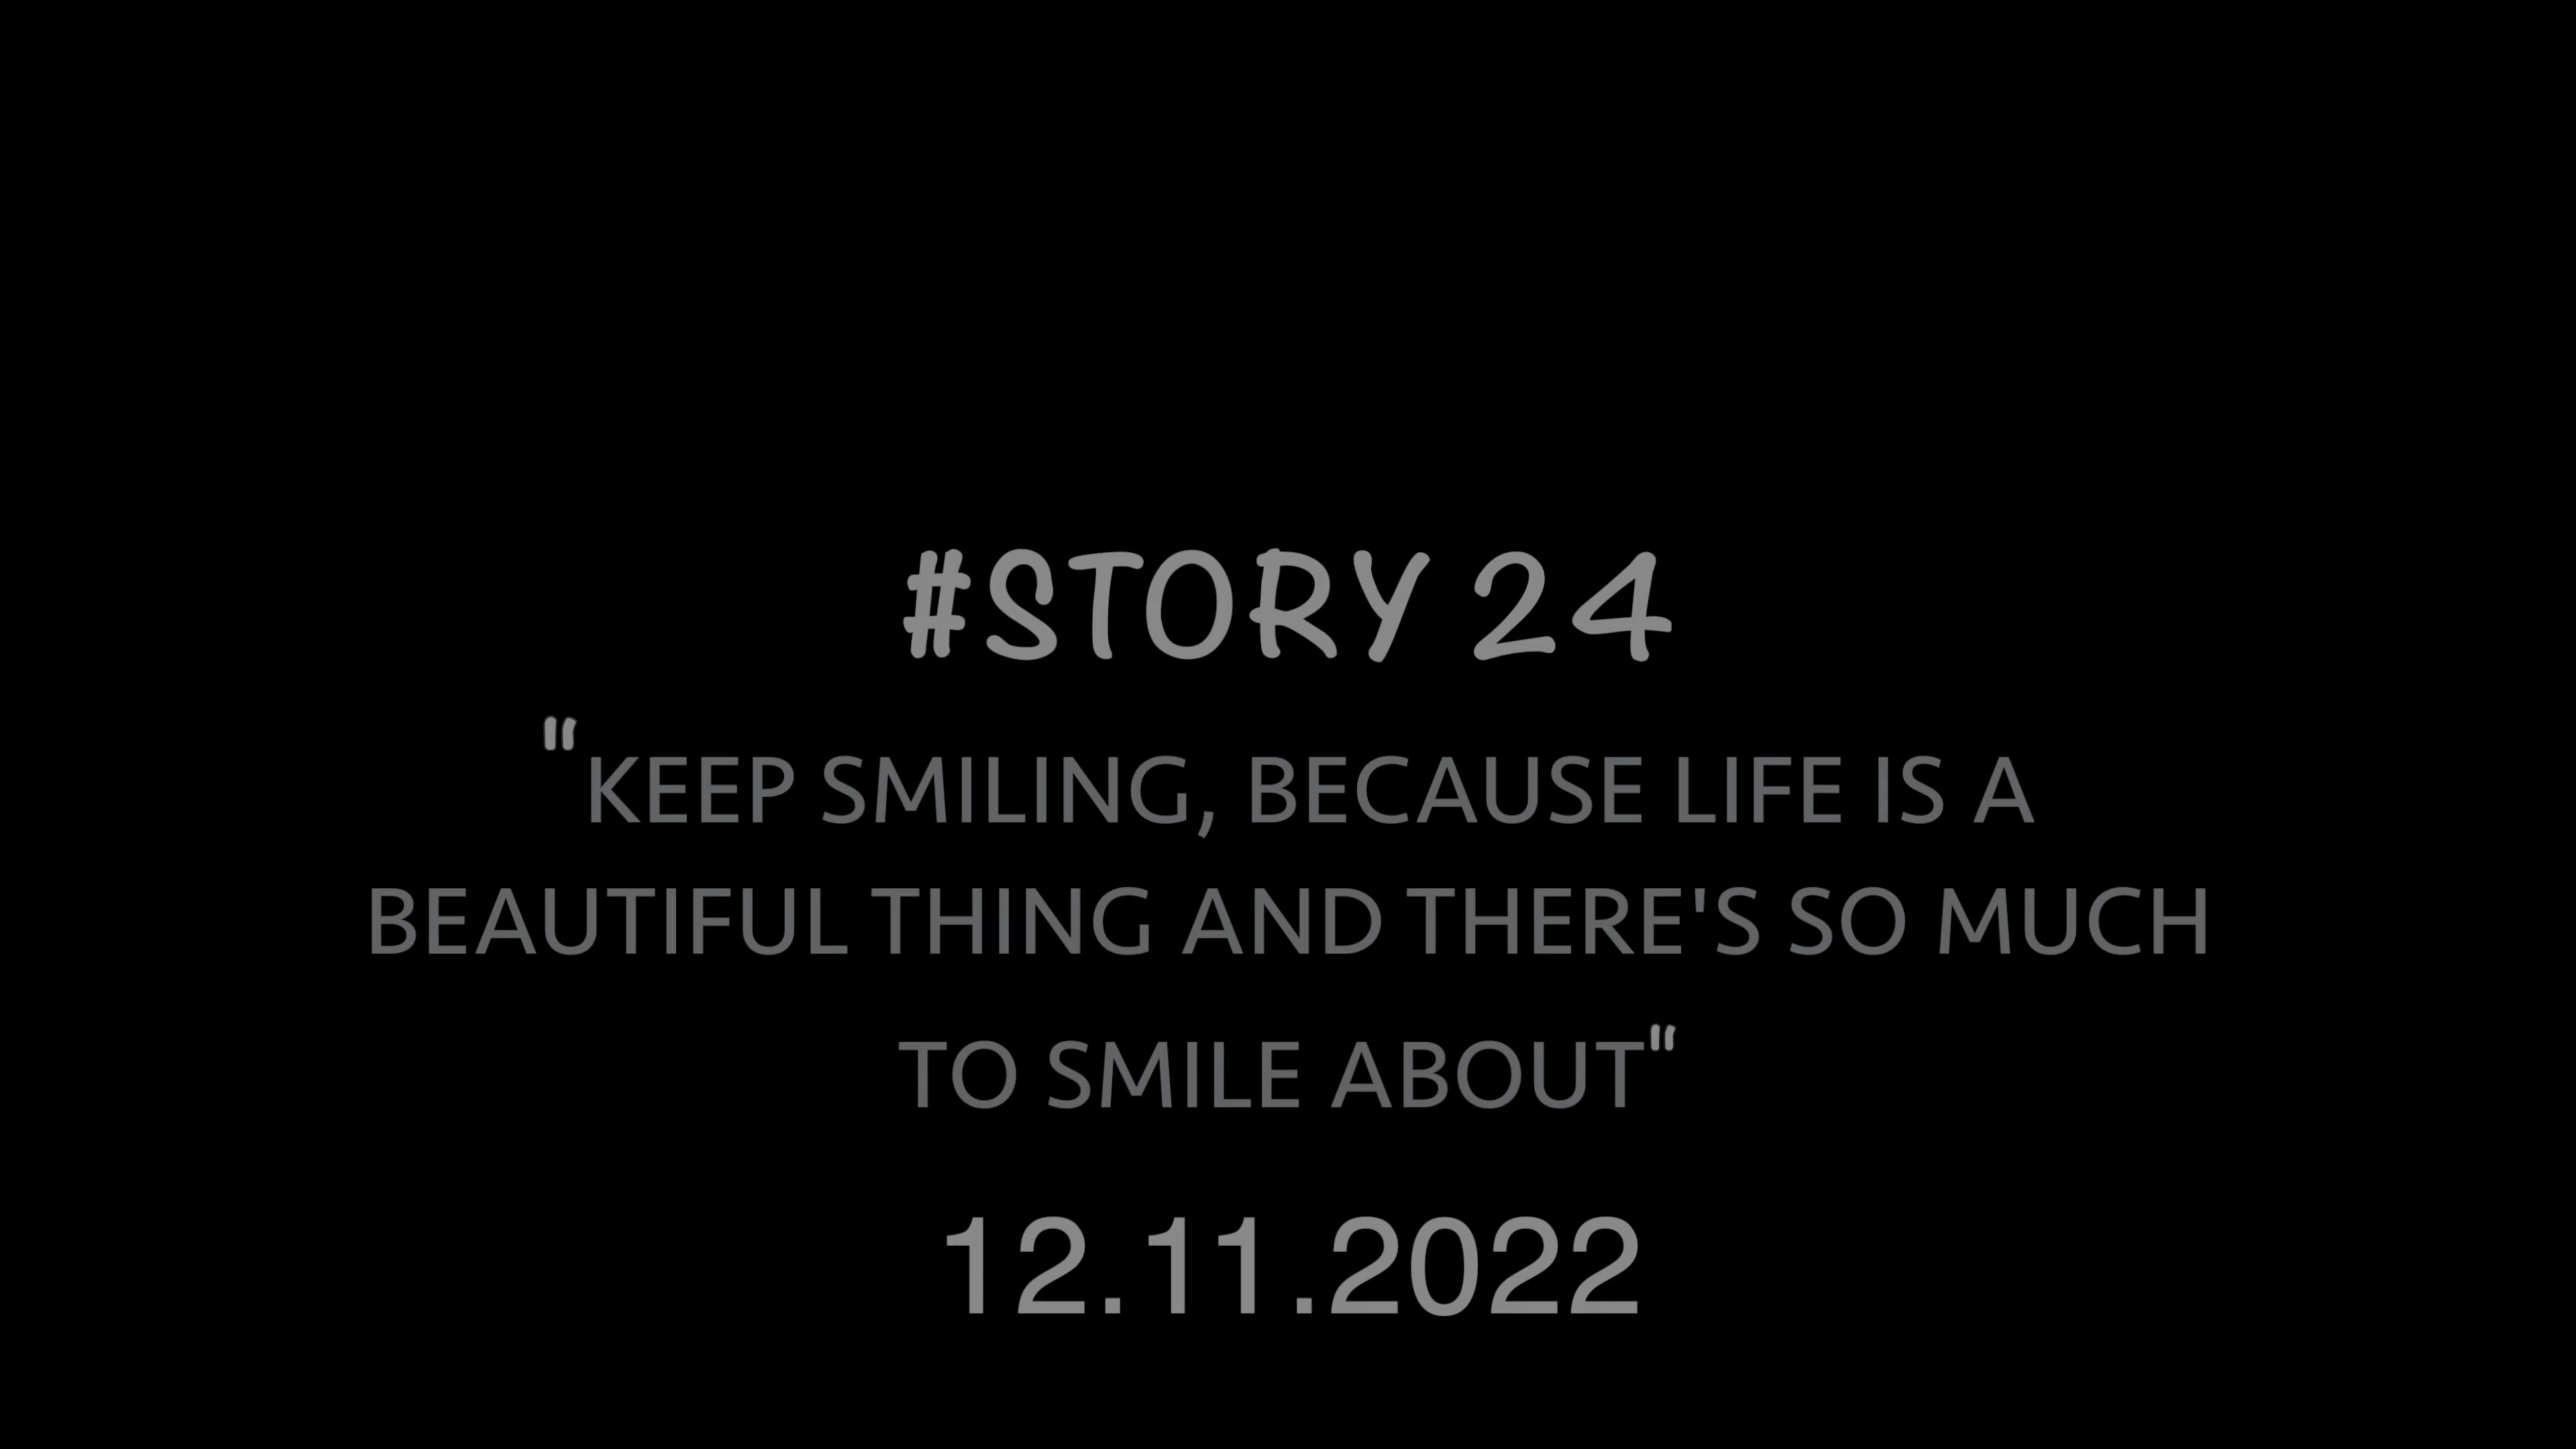 #STORY 24
"KEEP SMILING, BECAUSE LIFE IS A
BEAUTIFUL THING AND THERE'S SO MUCH
TO SMILE ABOUT"
12.11.2022